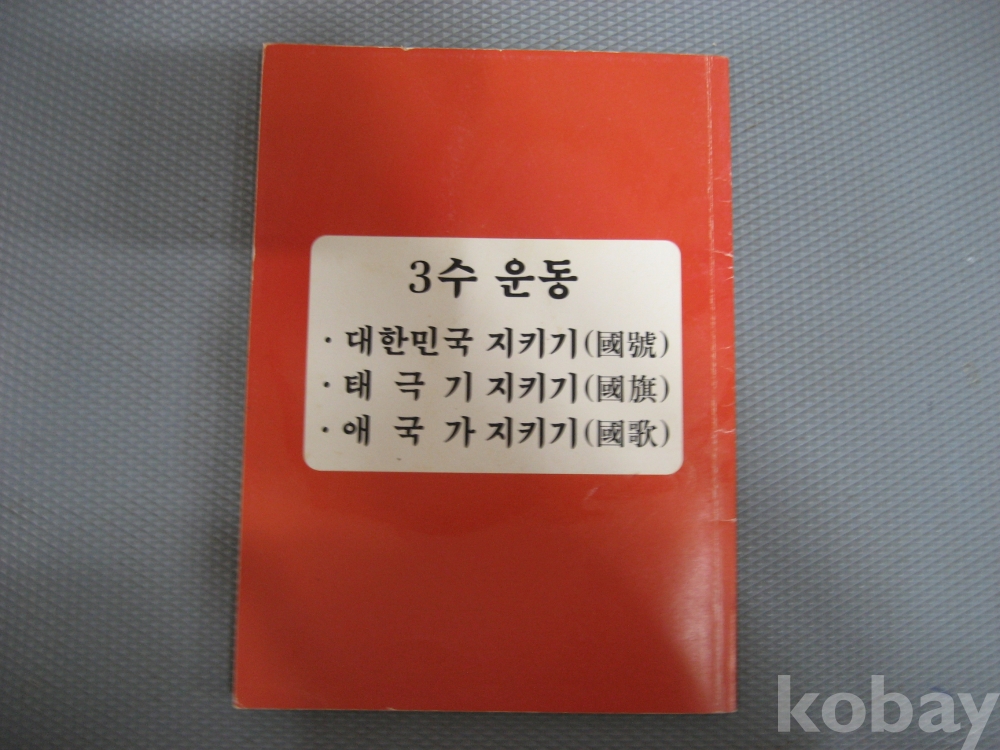 3수 운동
· 대한민국 지키기(國號)
· 태 극 기 지키기(國旗)
· 애 국 가 지키기(國歌)
kobay